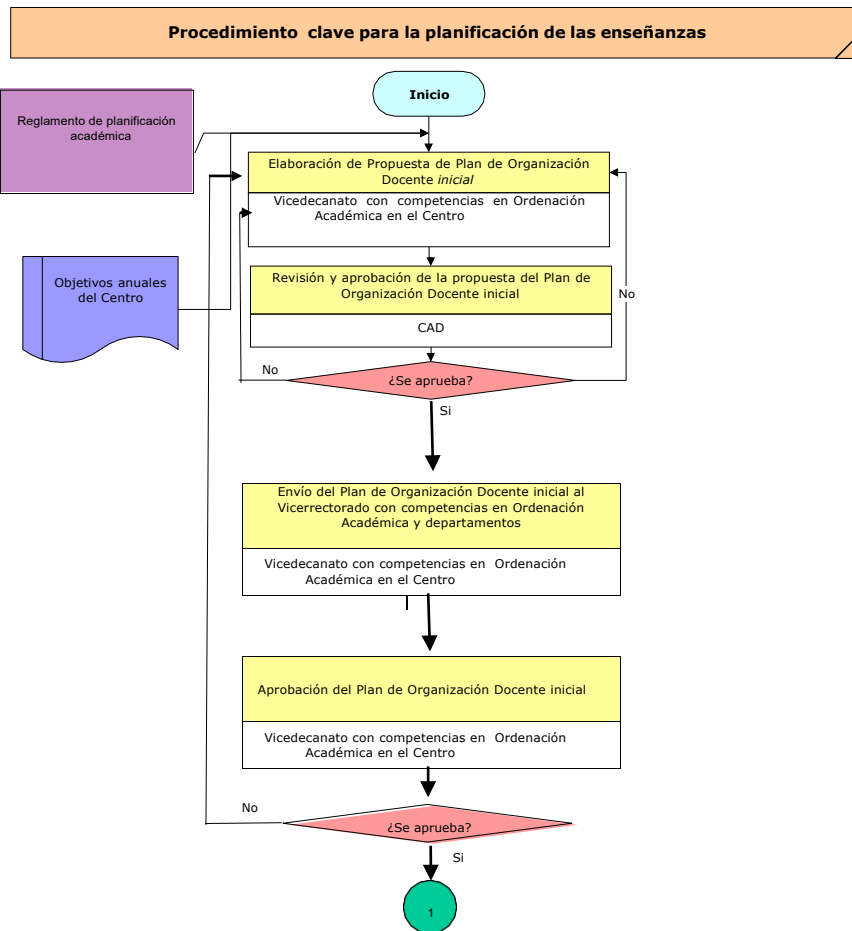 Procedimiento clave para la planificación de las enseñanzas
Inicio
Reglamento de planificación
académica
Elaboración de Propuesta de Plan de Organización
Docente inicial
Vicedecanato con competencias en Ordenación
Académica en el Centro
Objetivos anuales
del Centro
Revisión y aprobación de la propuesta del Plan de
Organización Docente inicial
No
CAD
No
¿Se aprueba?
Si
Envío del Plan de Organización Docente inicial al
Vicerrectorado con competencias en Ordenación
Académica y departamentos
Vicedecanato con competencias en Ordenación
Académica en el Centro
Aprobación del Plan de Organización Docente inicial
Vicedecanato con competencias en Ordenación
Académica en el Centro
No
¿Se aprueba?
Si
1